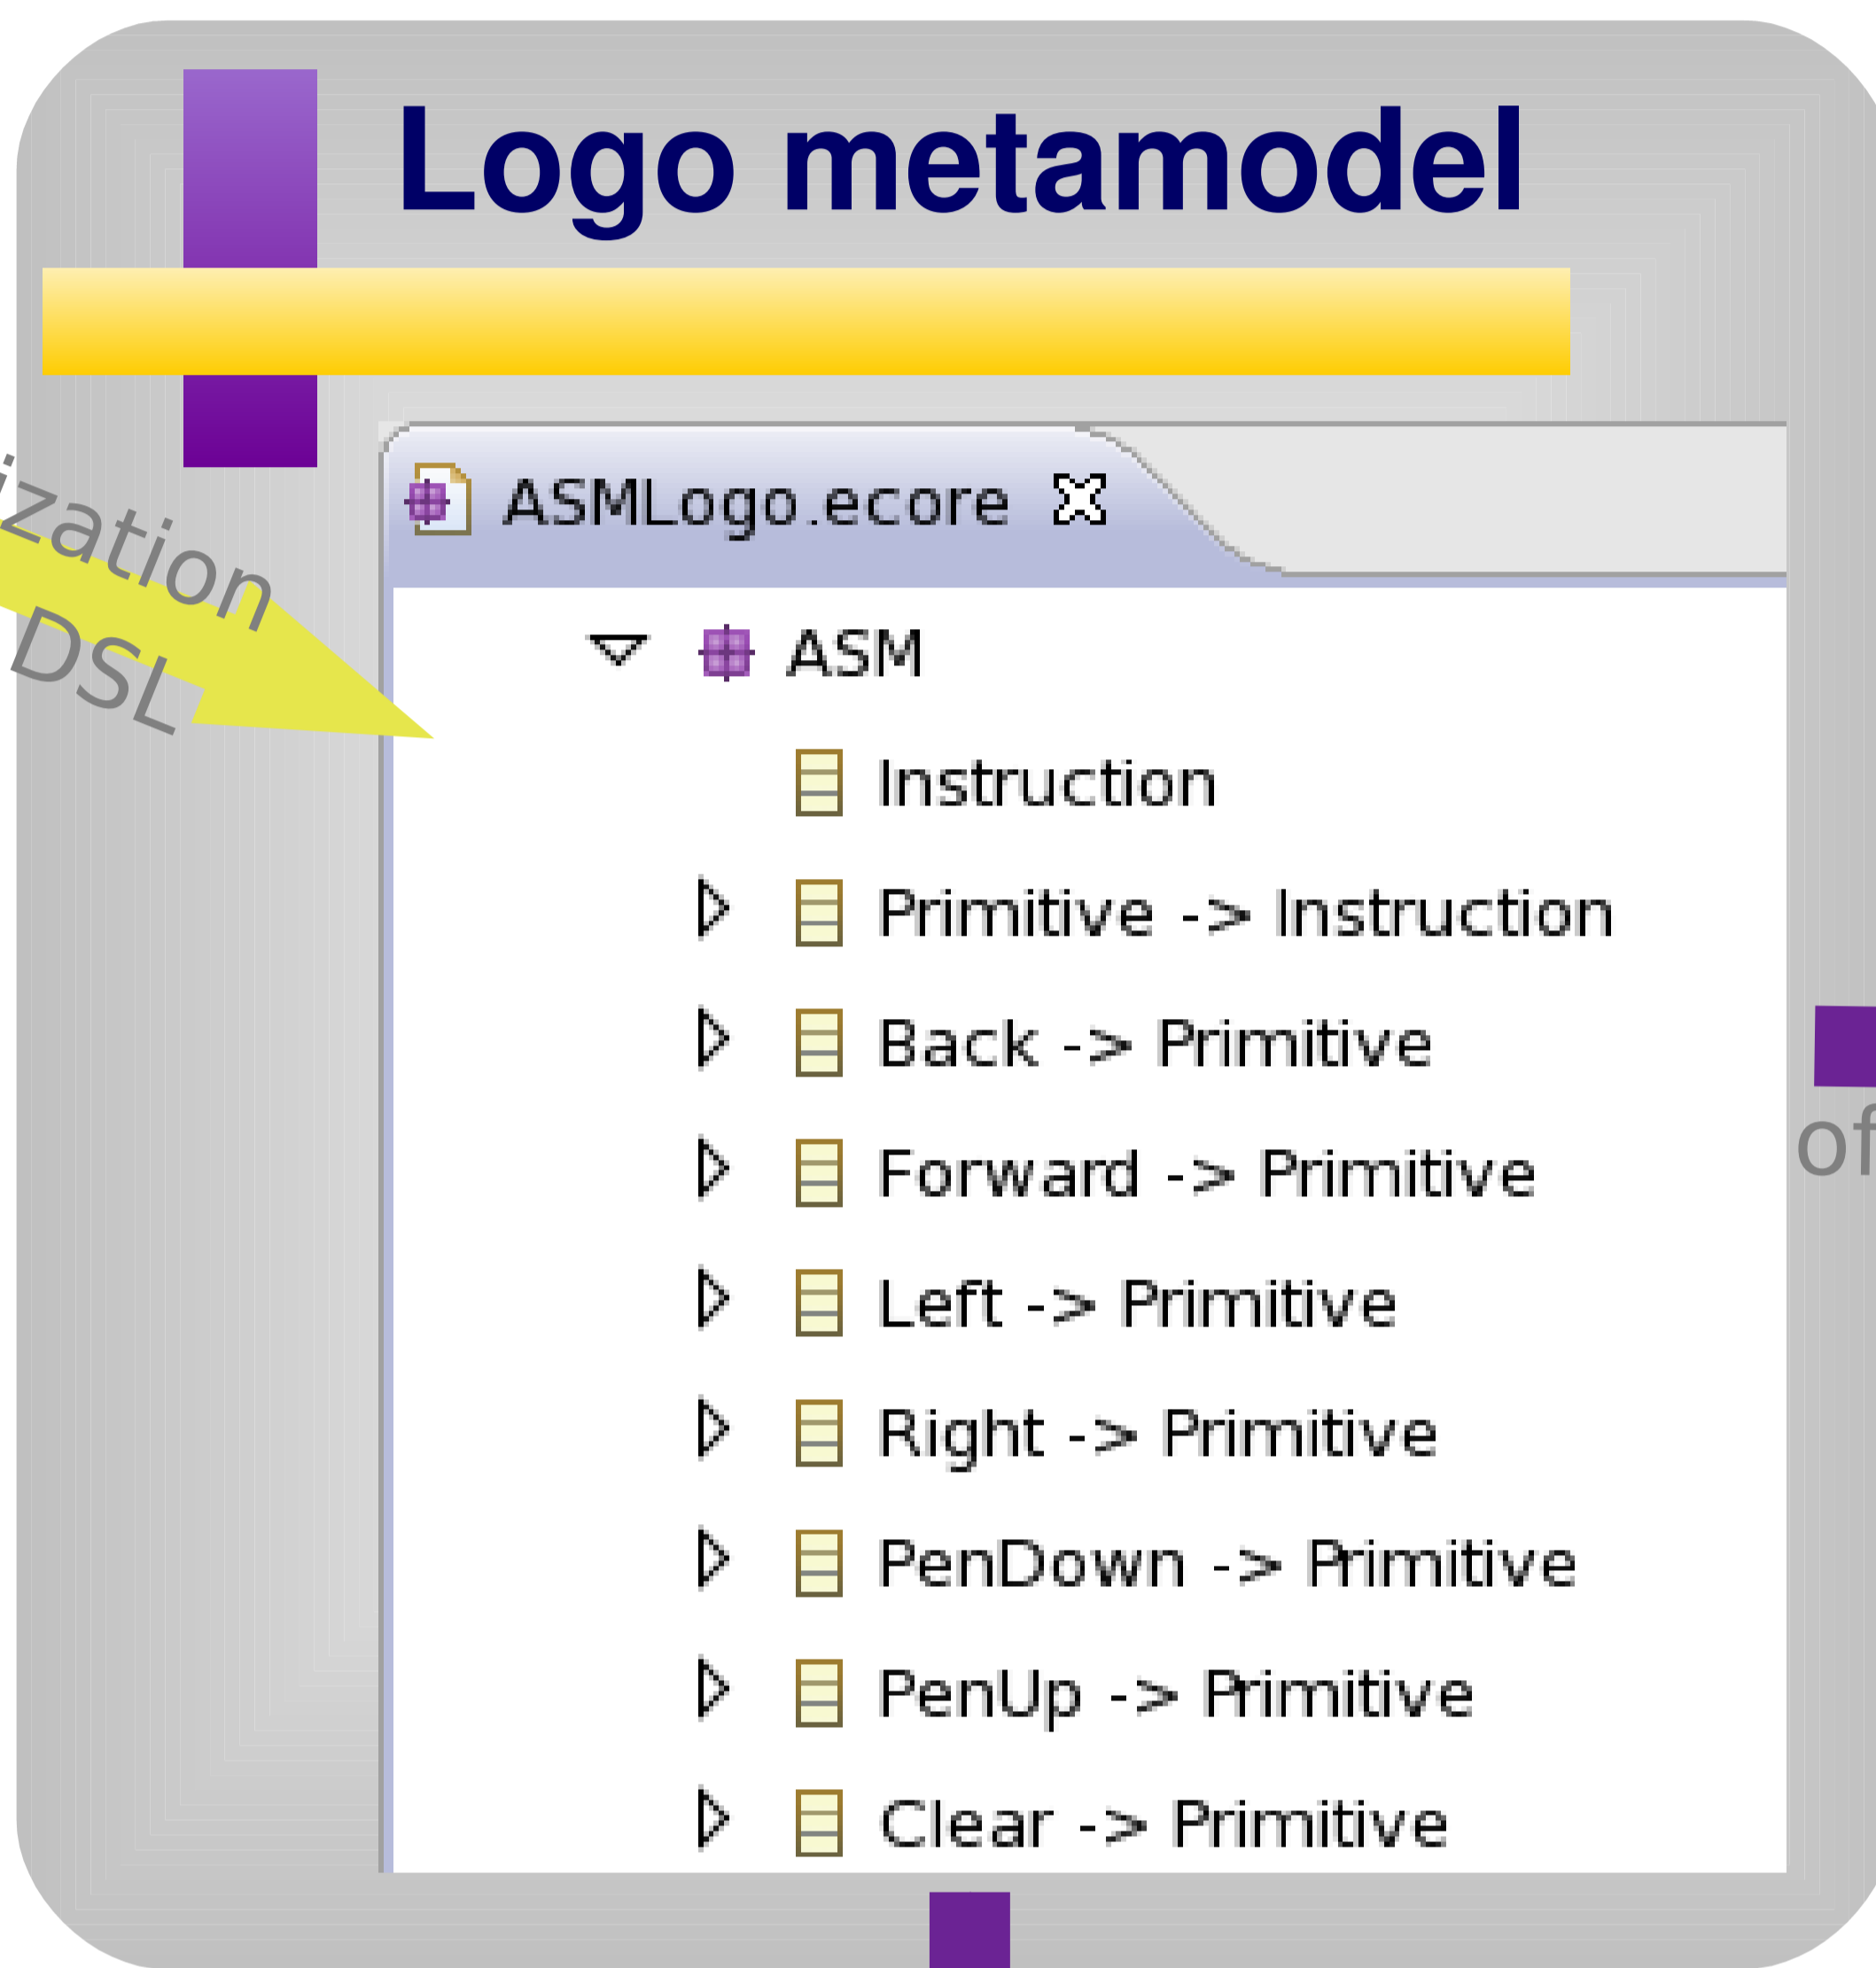 Logo metamodel
ization
DSL
ASMLogo.ecore
ASM
Instruction
Primitive -> Instruction
Back -> Primitive
Forward -> Primitive
Left -> Primitive
Right -> Primitive
PenDown -> Primitive
PenUp -> Primitive
Clear -> Primitive
of